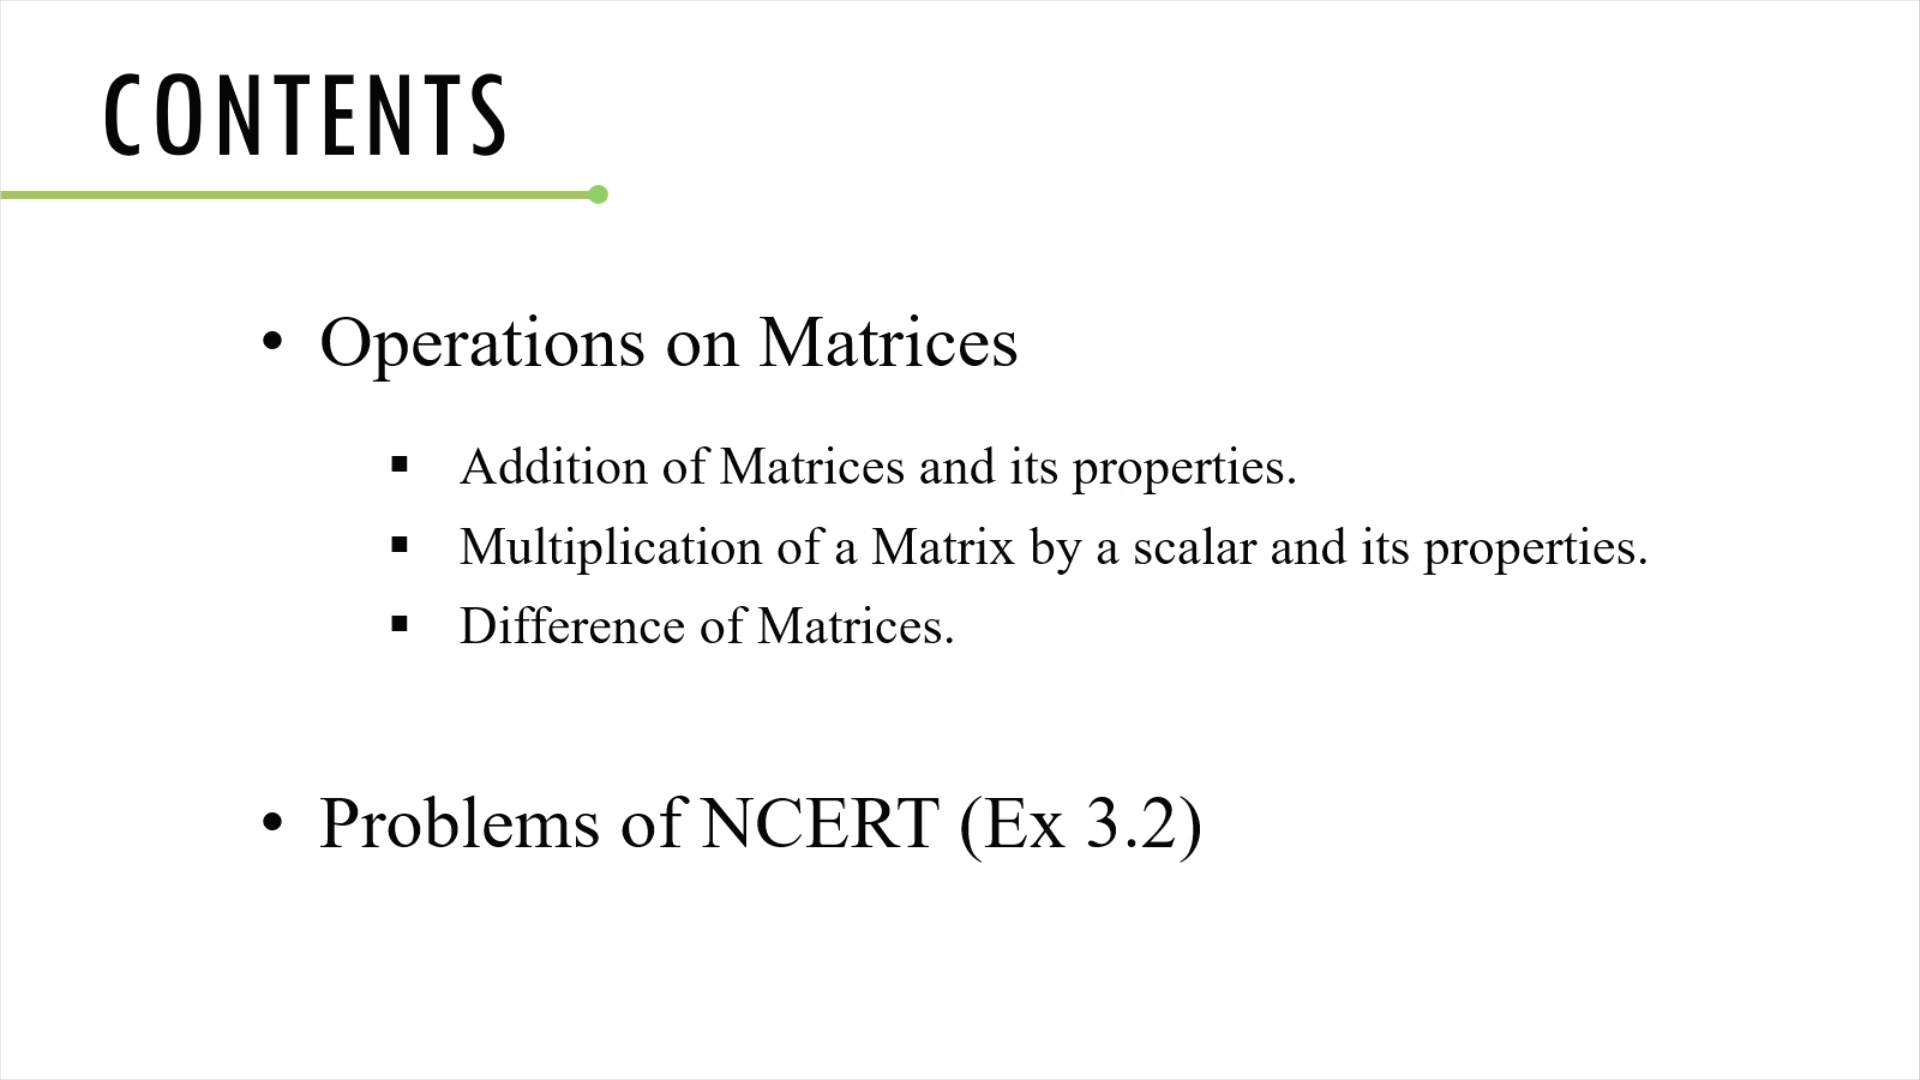 CONTENTS
• Operations on Matrices
▪ Addition of Matrices and its properties.
▪ Multiplication of a Matrix by a scalar and its properties.
▪ Difference of Matrices.
• Problems of NCERT (Ex 3.2)